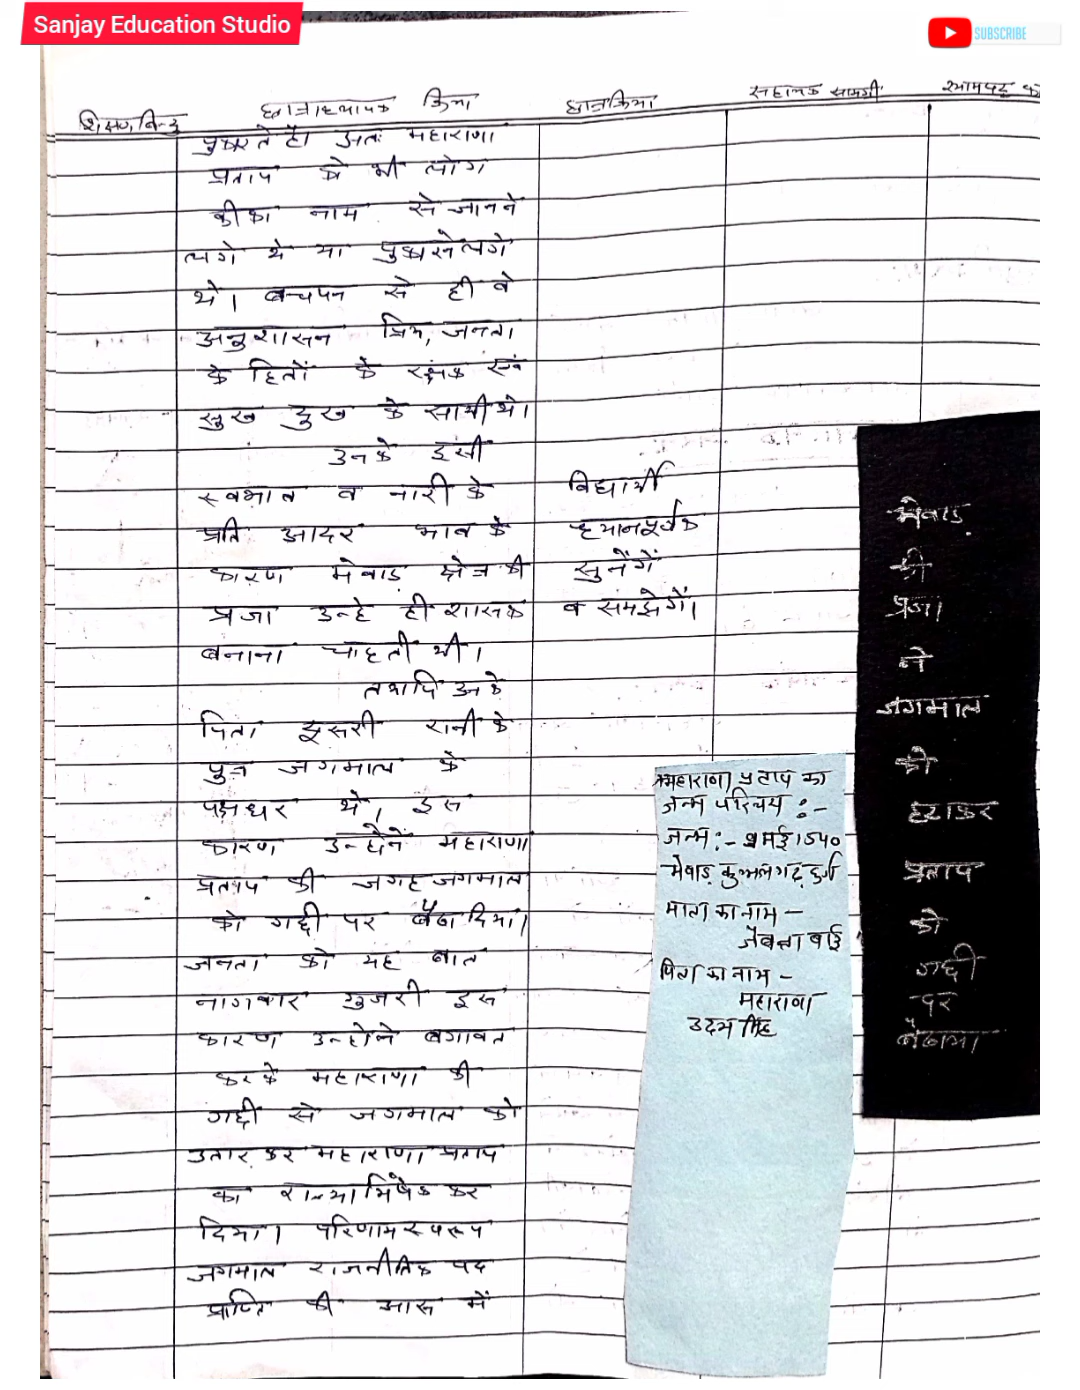 Sanjay Education Studio
SUBSCRIBE
शिक्षण बिन्दु
छात्राध्यापक क्रिया
छात्रक्रिया
सहायक सामग्री
श्यामपट्ट
पुकारते है। अतः महाराणा
प्रताप को भी लोग
कीका नाम से जानने
लगे थे या पुकारने लगे
थे। बचपन से ही वे
अनुशासन प्रिय, जनता
के हितों के रक्षक एवं
सुख दुख के साथी थे।
उनके इसी
स्वभाव व नारी के
प्रति आदर भाव के
कारण मेवाड़ क्षेत्र की
प्रजा उन्हे ही शासक
बनाना चाहती थी।
तथापि उनके
पिता दूसरी रानी के
पुत्र जगमाल के
पक्षधर थे, इस
कारण उन्होंनें महाराणा
प्रताप की जगह जगमाल
को गद्दी पर बैठा दिया।
जनता को यह बात
नागवार गुजरी इस
कारण उन्होंने बगावत
करके महाराणा की
गद्दी से जगमाल को
उतार कर महाराणा प्रताप
का राज्याभिषेक कर
दिया। परिणामस्वरूप
जगमाल राजनीतिक पद
प्राप्ति की आस में
विद्यार्थी
ध्यानपूर्वक
सुनेंगें
व समझेगें।
महाराणा प्रताप का
जन्म परिचय :-
जन्म :- 9 मई 1540
मेवाड़ कुम्भलगढ़ दुर्ग
माता का नाम -
जैवन्ता बाई
पिता का नाम -
महाराणा
उदय सिंह
मेवाड़
की
प्रजा
ने
जगमाल
को
हटाकर
प्रताप
को
गद्दी
पर
बैठाया